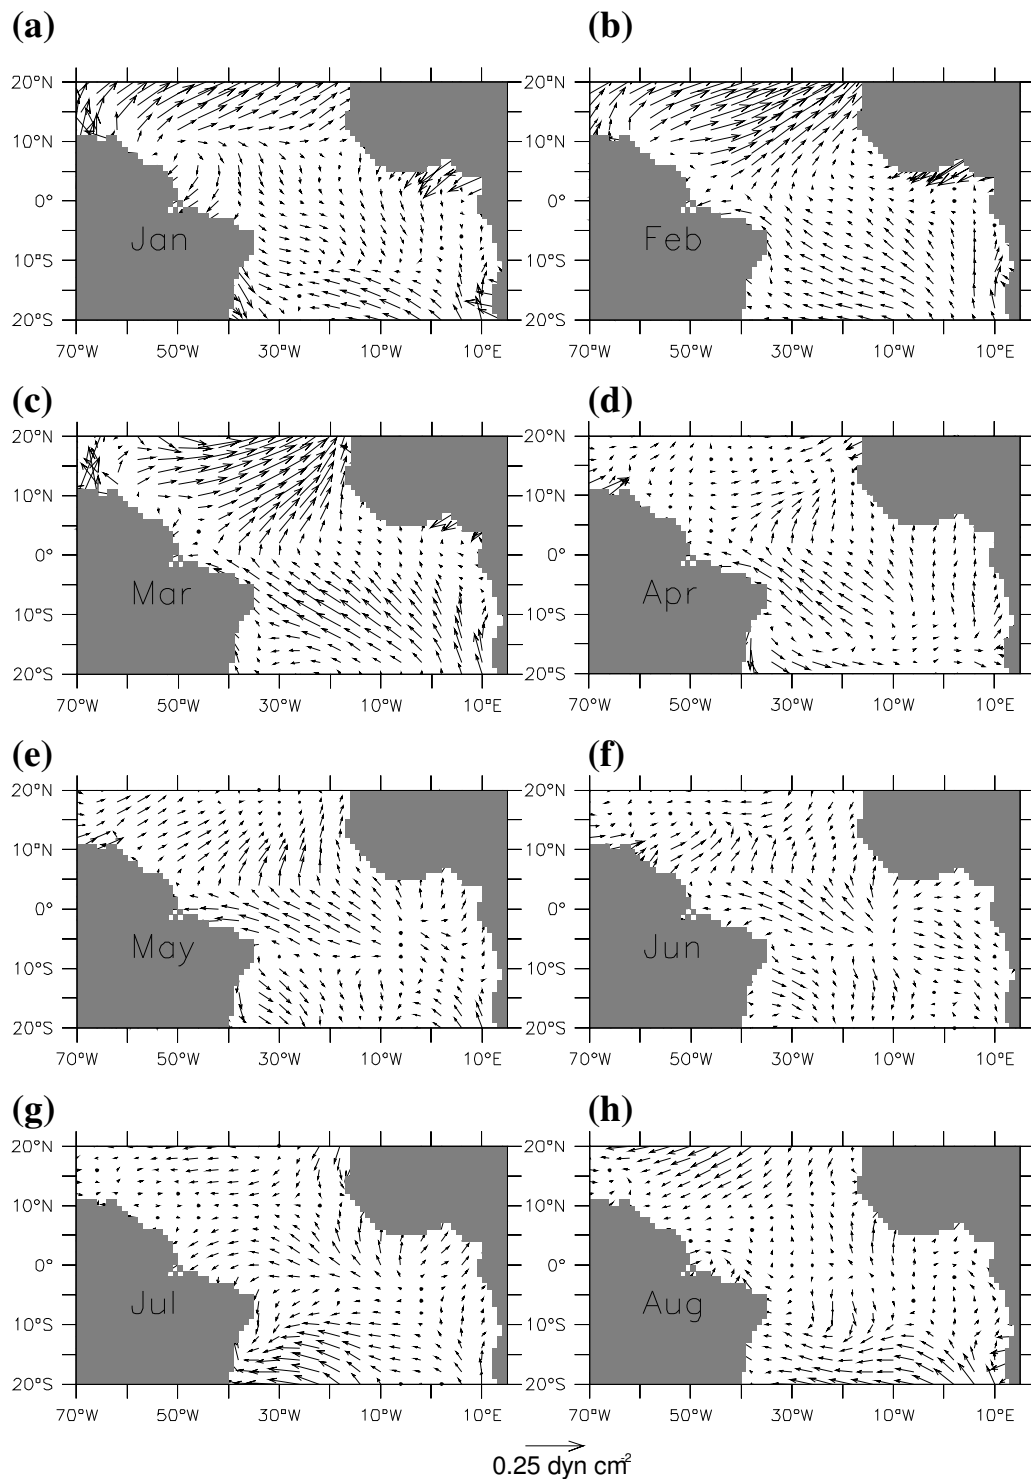 (a) (b)
20°N 20°N
10°N 10°N
0° 0°
10°S 10°S
20°S 20°S
Jan Feb
70°W 50°W 30°W 10°W 10°E 70°W 50°W 30°W 10°W 10°E
(c) (d)
20°N 20°N
10°N 10°N
0° 0°
10°S 10°S
20°S 20°S
Mar Apr
70°W 50°W 30°W 10°W 10°E 70°W 50°W 30°W 10°W 10°E
(e) (f)
20°N 20°N
10°N 10°N
0° 0°
10°S 10°S
20°S 20°S
May Jun
70°W 50°W 30°W 10°W 10°E 70°W 50°W 30°W 10°W 10°E
(g) (h)
20°N 20°N
10°N 10°N
0° 0°
10°S 10°S
20°S 20°S
Jul Aug
70°W 50°W 30°W 10°W 10°E 70°W 50°W 30°W 10°W 10°E
0.25 dyn cm⁻²